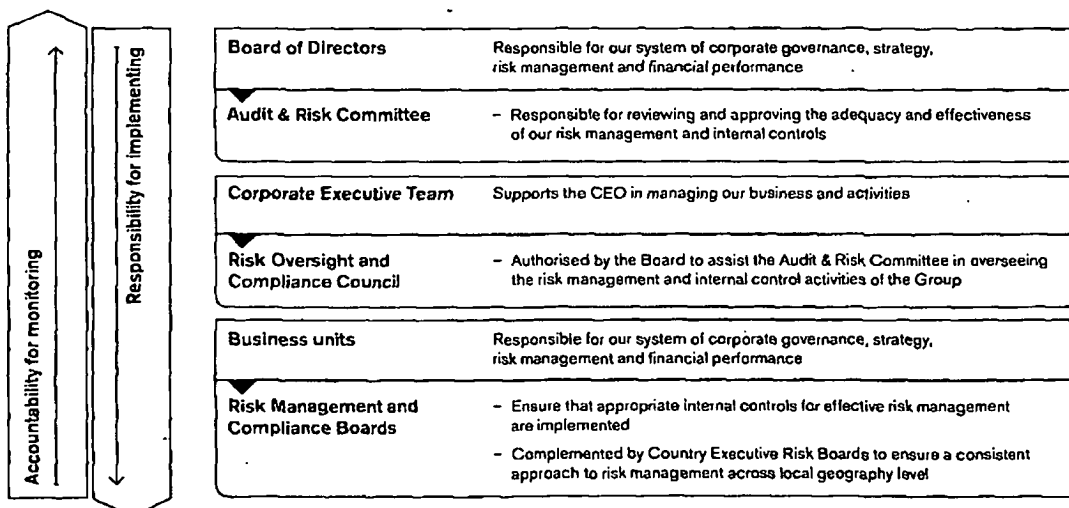 Accountability for monitoring
Responsibility for implementing
Board of Directors
Responsible for our system of corporate governance, strategy,
risk management and financial performance
Audit & Risk Committee
– Responsible for reviewing and approving the adequacy and effectiveness
of our risk management and internal controls
Corporate Executive Team
Supports the CEO in managing our business and activities
Risk Oversight and
Compliance Council
– Authorised by the Board to assist the Audit & Risk Committee in overseeing
the risk management and internal control activities of the Group
Business units
Responsible for our system of corporate governance, strategy,
risk management and financial performance
Risk Management and
Compliance Boards
– Ensure that appropriate internal controls for effective risk management
are implemented
– Complemented by Country Executive Risk Boards to ensure a consistent
approach to risk management across local geography level